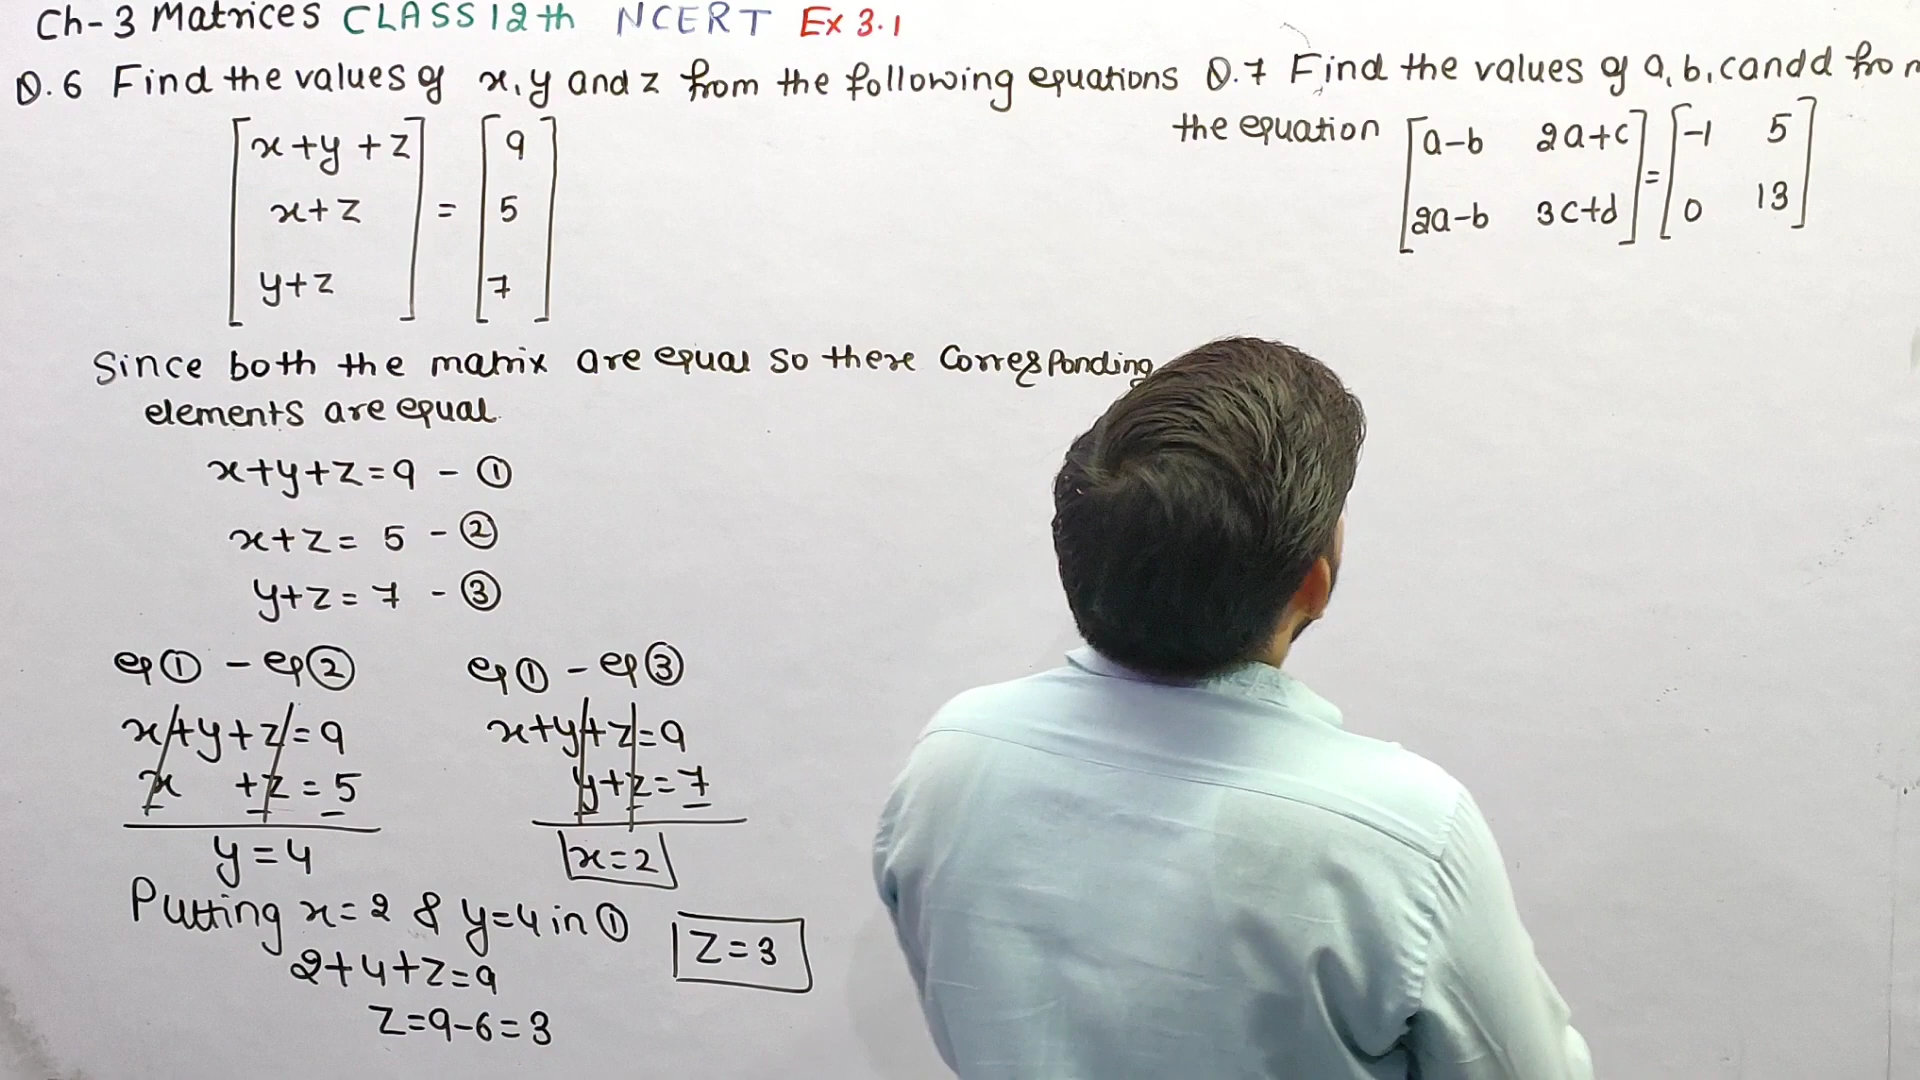 Ch-3 Matrices CLASS 12th NCERT Ex 3.1
Q.6 Find the values of x, y and z from the following equations
[x+y+z] = [9]
x+z = 5
y+z 7
Since both the matrix are equal so there Corresponding
elements are equal.
x+y+z=9 - ①
x+z= 5 - ②
y+z= 7 - ③
eq① - eq②
x+y+z=9
x +z=5
y=4
eq① - eq③
x+y+z=9
y+z=7
x=2
Putting x=2 & y=4 in ①
2+4+z=9
z=9-6=3
z=3
Q.7 Find the values of a, b, c and d from
the equation [a-b 2a+c] = [-1 5]
[2a-b 3c+d] [0 13]